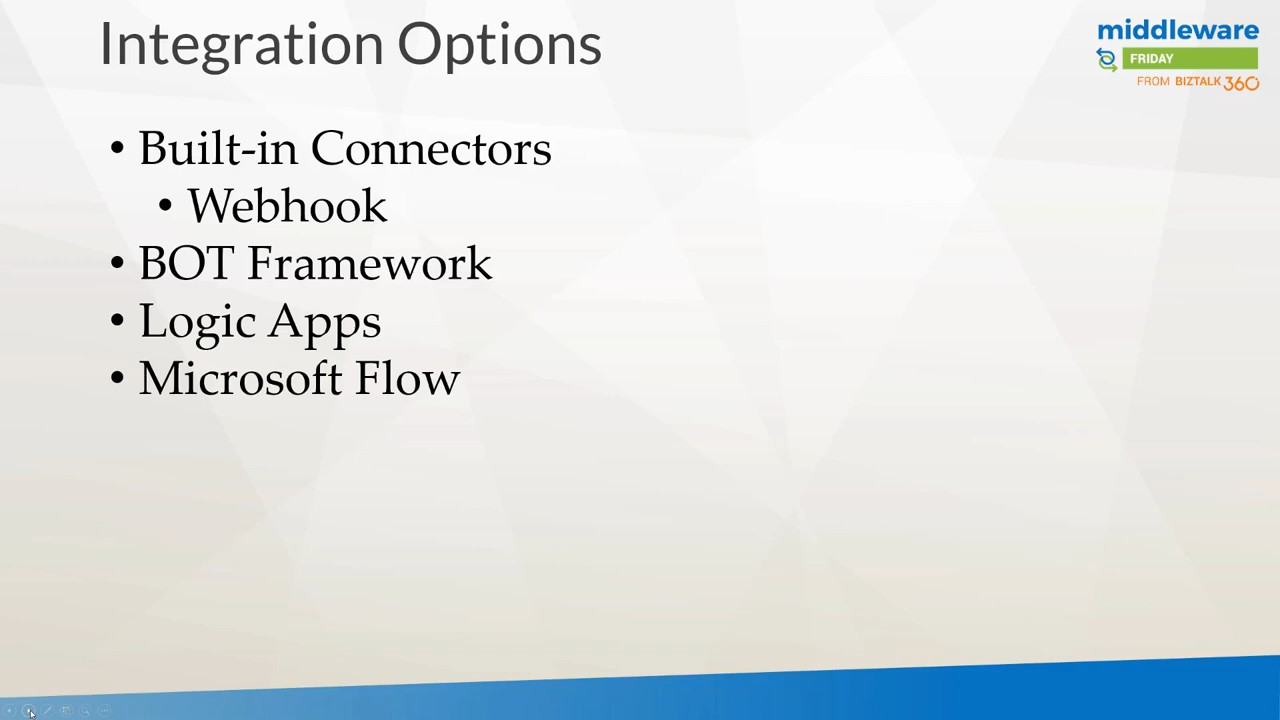 Integration Options
middleware
FRIDAY
FROM BIZTALK 360
• Built-in Connectors
• Webhook
• BOT Framework
• Logic Apps
• Microsoft Flow